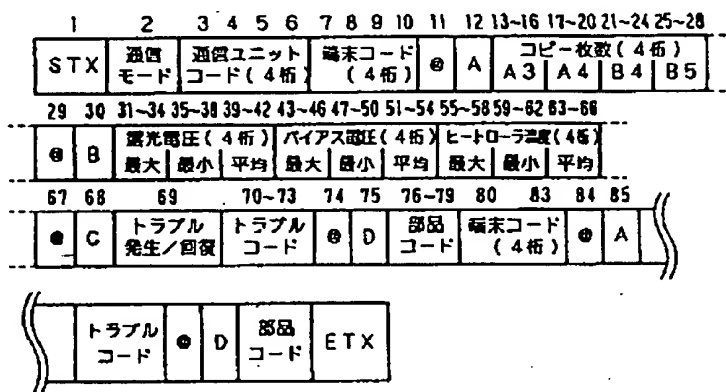 1 2 3 4 5 6 7 8 9 10 11 12 13~16 17~20 21~24 25~28
STX 通信モード 通信ユニットコード(4桁) 端末コード(4桁) @ A コピー枚数(4桁) A3 A4 B4 B5
29 30 31~34 35~38 39~42 43~46 47~50 51~54 55~58 59~62 63~66
@ B 露光電圧(4桁) バイアス電圧(4桁) ヒートローラ温度(4桁)
最大 最小 平均 最大 最小 平均 最大 最小 平均
67 68 69 70~73 74 75 76~79 80 83 84 85
@ C トラブル発生/回復 トラブルコード @ D 部品コード 端末コード(4桁) @ A
トラブルコード @ D 部品コード ETX